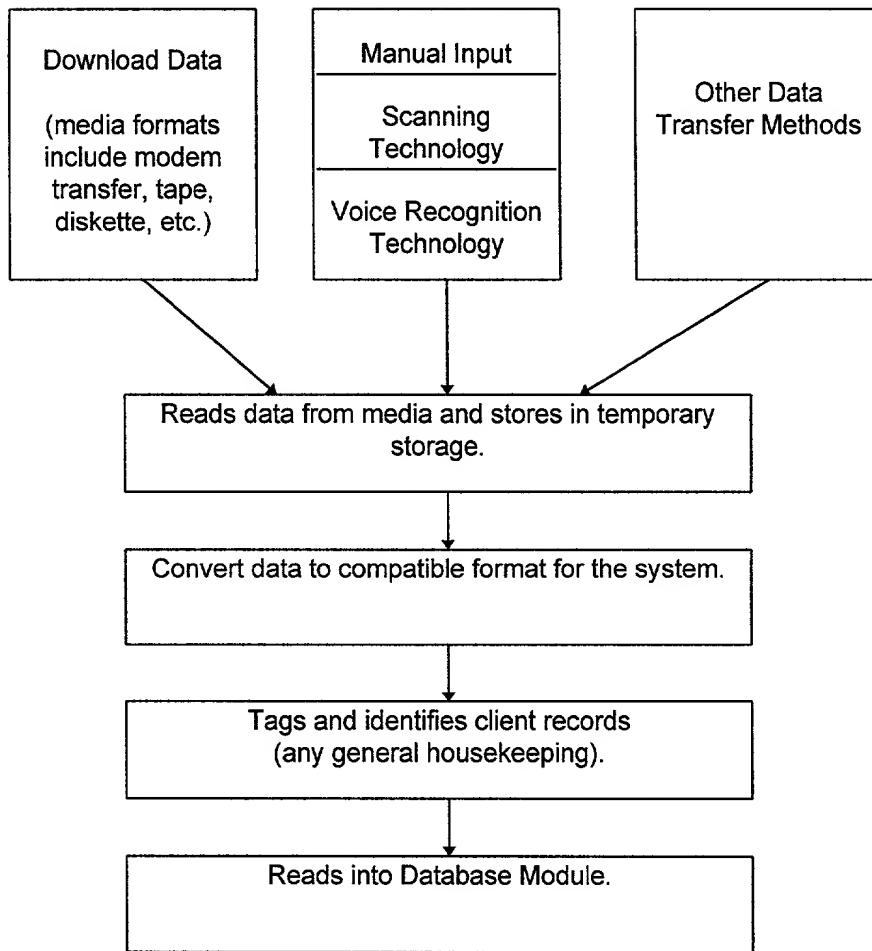 Download Data
(media formats
include modem
transfer, tape,
diskette, etc.)
Manual Input
Scanning
Technology
Voice Recognition
Technology
Other Data
Transfer Methods
Reads data from media and stores in temporary
storage.
Convert data to compatible format for the system.
Tags and identifies client records
(any general housekeeping).
Reads into Database Module.